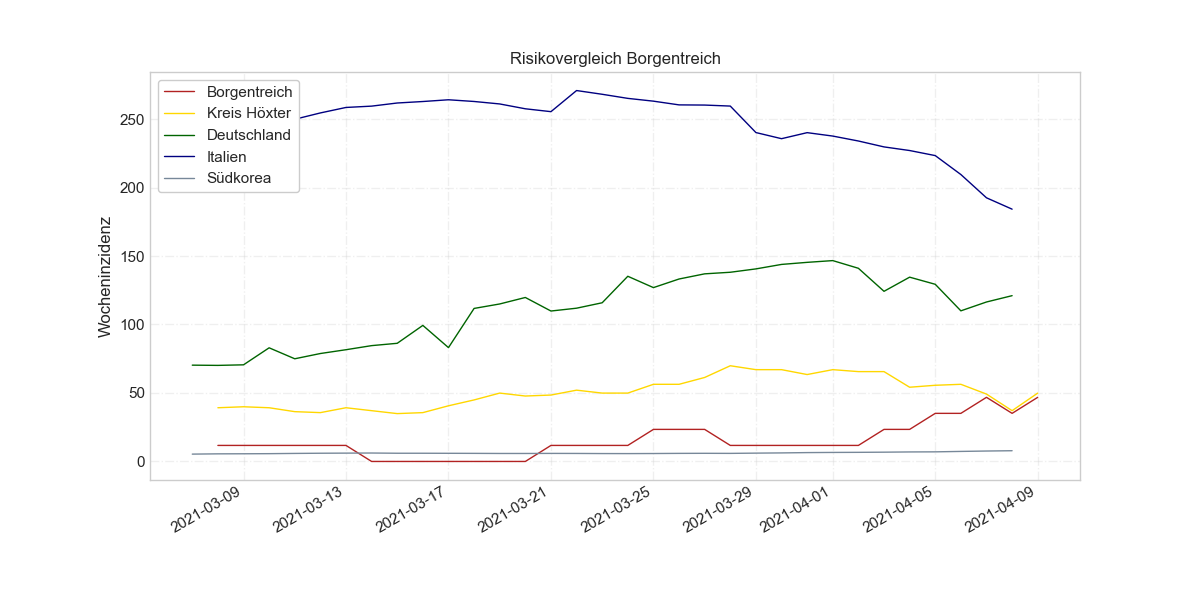 Risikovergleich Borgentreich
Borgentreich
Kreis Höxter
Deutschland
Italien
Südkorea
Wocheninzidenz
250
200
150
100
50
0
2021-03-09
2021-03-13
2021-03-17
2021-03-21
2021-03-25
2021-03-29
2021-04-01
2021-04-05
2021-04-09